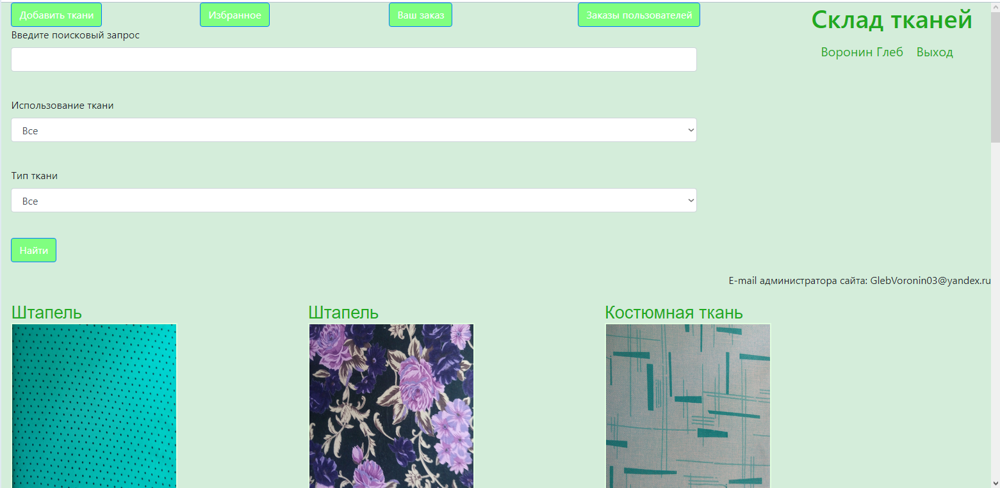 Добавить ткани
Избранное
Ваш заказ
Заказы пользователей
Склад тканей
Воронин Глеб
Выход
Введите поисковый запрос
Использование ткани
Все
Тип ткани
Все
Найти
E-mail администратора сайта: GlebVoronin03@yandex.ru
Штапель
Штапель
Костюмная ткань